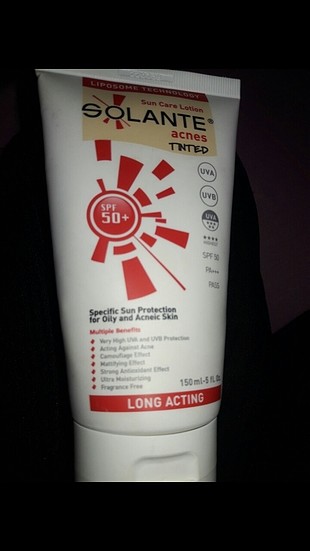 LIPOSOME TECHNOLOGY
Sun Care Lotion
SOLANTE®
acnes
TINTED
UVA
UVB
UVA
SPF
50+
SPF 50
PA+++
Specific Sun Protection
for Oily and Acneic Skin
Multiple Benefits
Very High UVA and UVB Protection
Acting Against Acne
Camouflage Effect
Matifying Effect
Strong Antioxidant Effect
Ultra Moisturizing
Fragrance Free
150 ml-5 fl. Oz
LONG ACTING